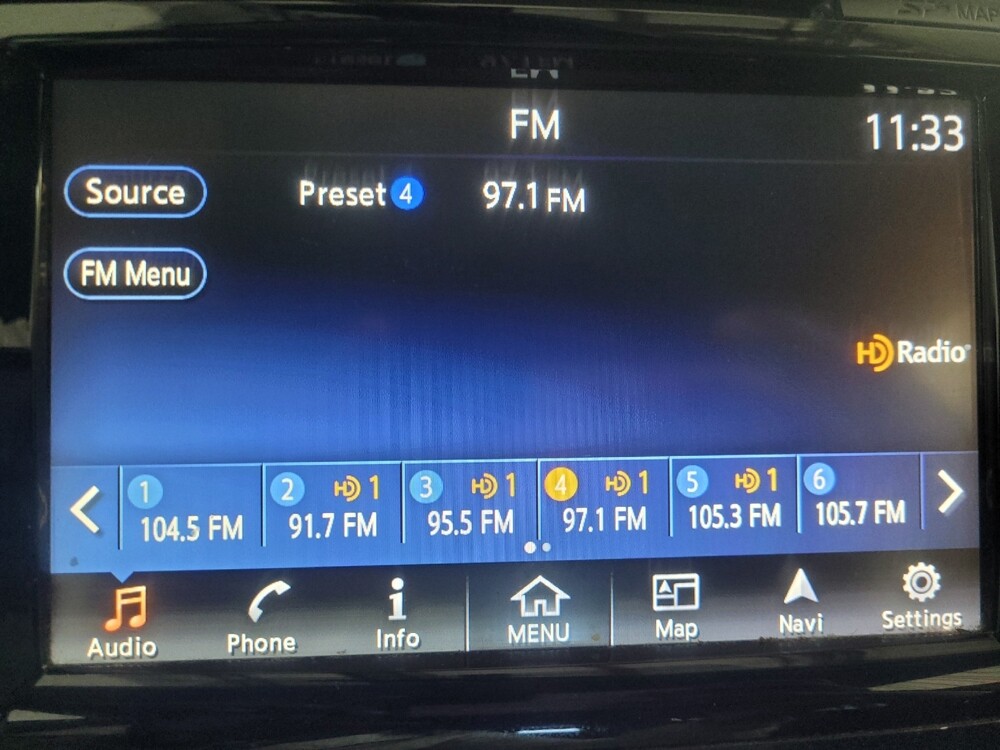 MAP
FM
11:33
Source
Preset 4 97.1 FM
FM Menu
HD Radio
1
104.5 FM
2 HD 1
91.7 FM
3 HD 1
95.5 FM
4 HD 1
97.1 FM
5 HD 1
105.3 FM
6
105.7 FM
Audio
Phone
Info
MENU
Map
Navi
Settings